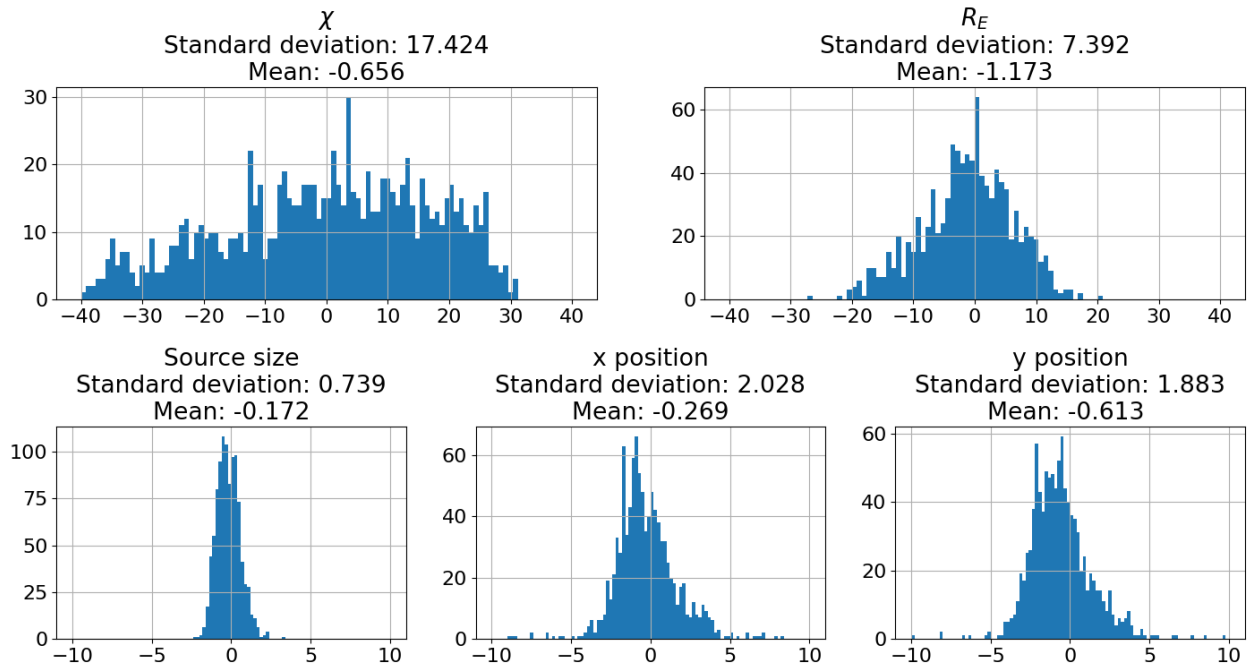 χ
Standard deviation: 17.424
Mean: -0.656
30
20
10
0
−40 −30 −20 −10 0 10 20 30 40
R_E
Standard deviation: 7.392
Mean: -1.173
60
40
20
0
−40 −30 −20 −10 0 10 20 30 40
Source size
Standard deviation: 0.739
Mean: -0.172
100
75
50
25
0
−10 −5 0 5 10
x position
Standard deviation: 2.028
Mean: -0.269
60
40
20
0
−10 −5 0 5 10
y position
Standard deviation: 1.883
Mean: -0.613
60
40
20
0
−10 −5 0 5 10